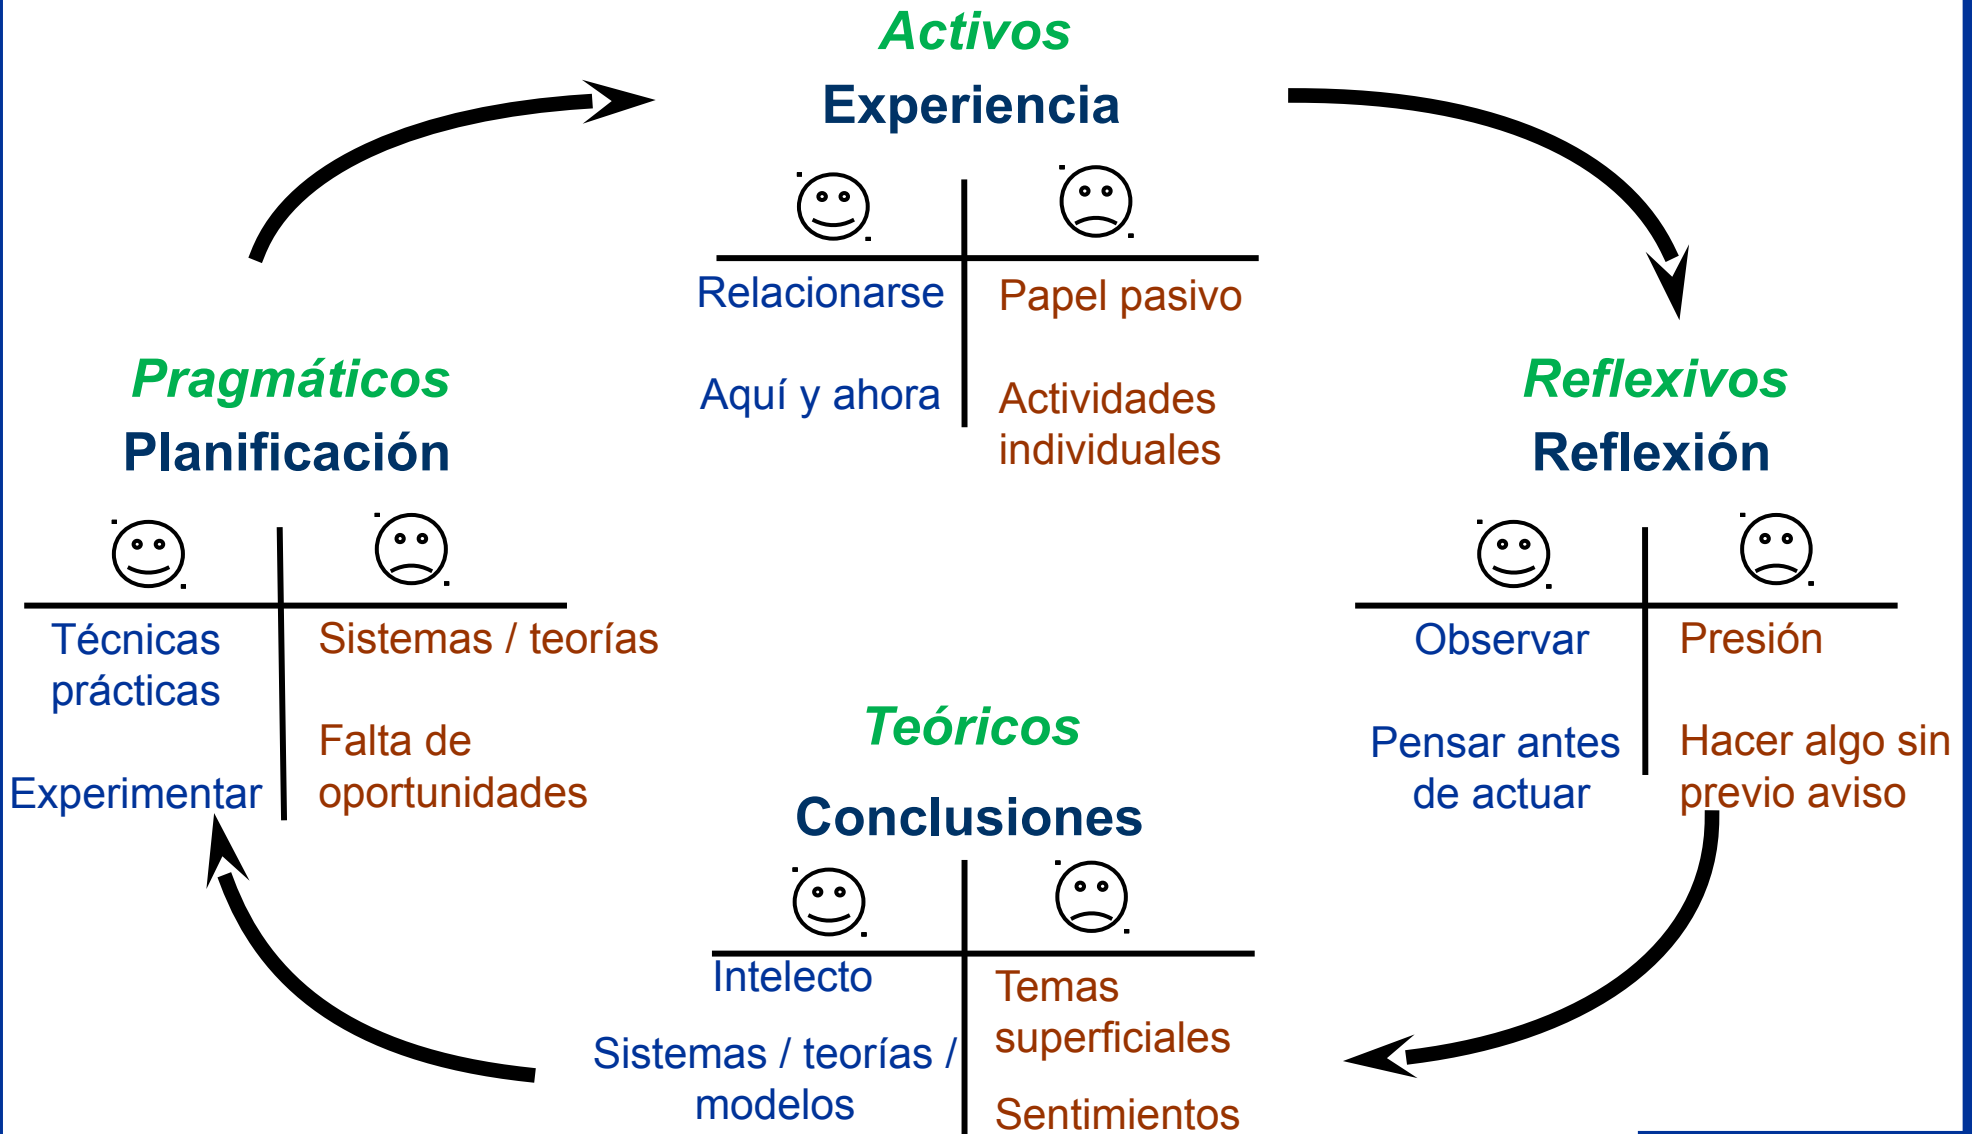 Activos
Experiencia
Relacionarse
Aquí y ahora
Papel pasivo
Actividades
individuales
Reflexivos
Reflexión
Observar
Pensar antes
de actuar
Presión
Hacer algo sin
previo aviso
Teóricos
Conclusiones
Intelecto
Sistemas / teorías /
modelos
Temas
superficiales
Sentimientos
Pragmáticos
Planificación
Técnicas
prácticas
Experimentar
Sistemas / teorías
Falta de
oportunidades